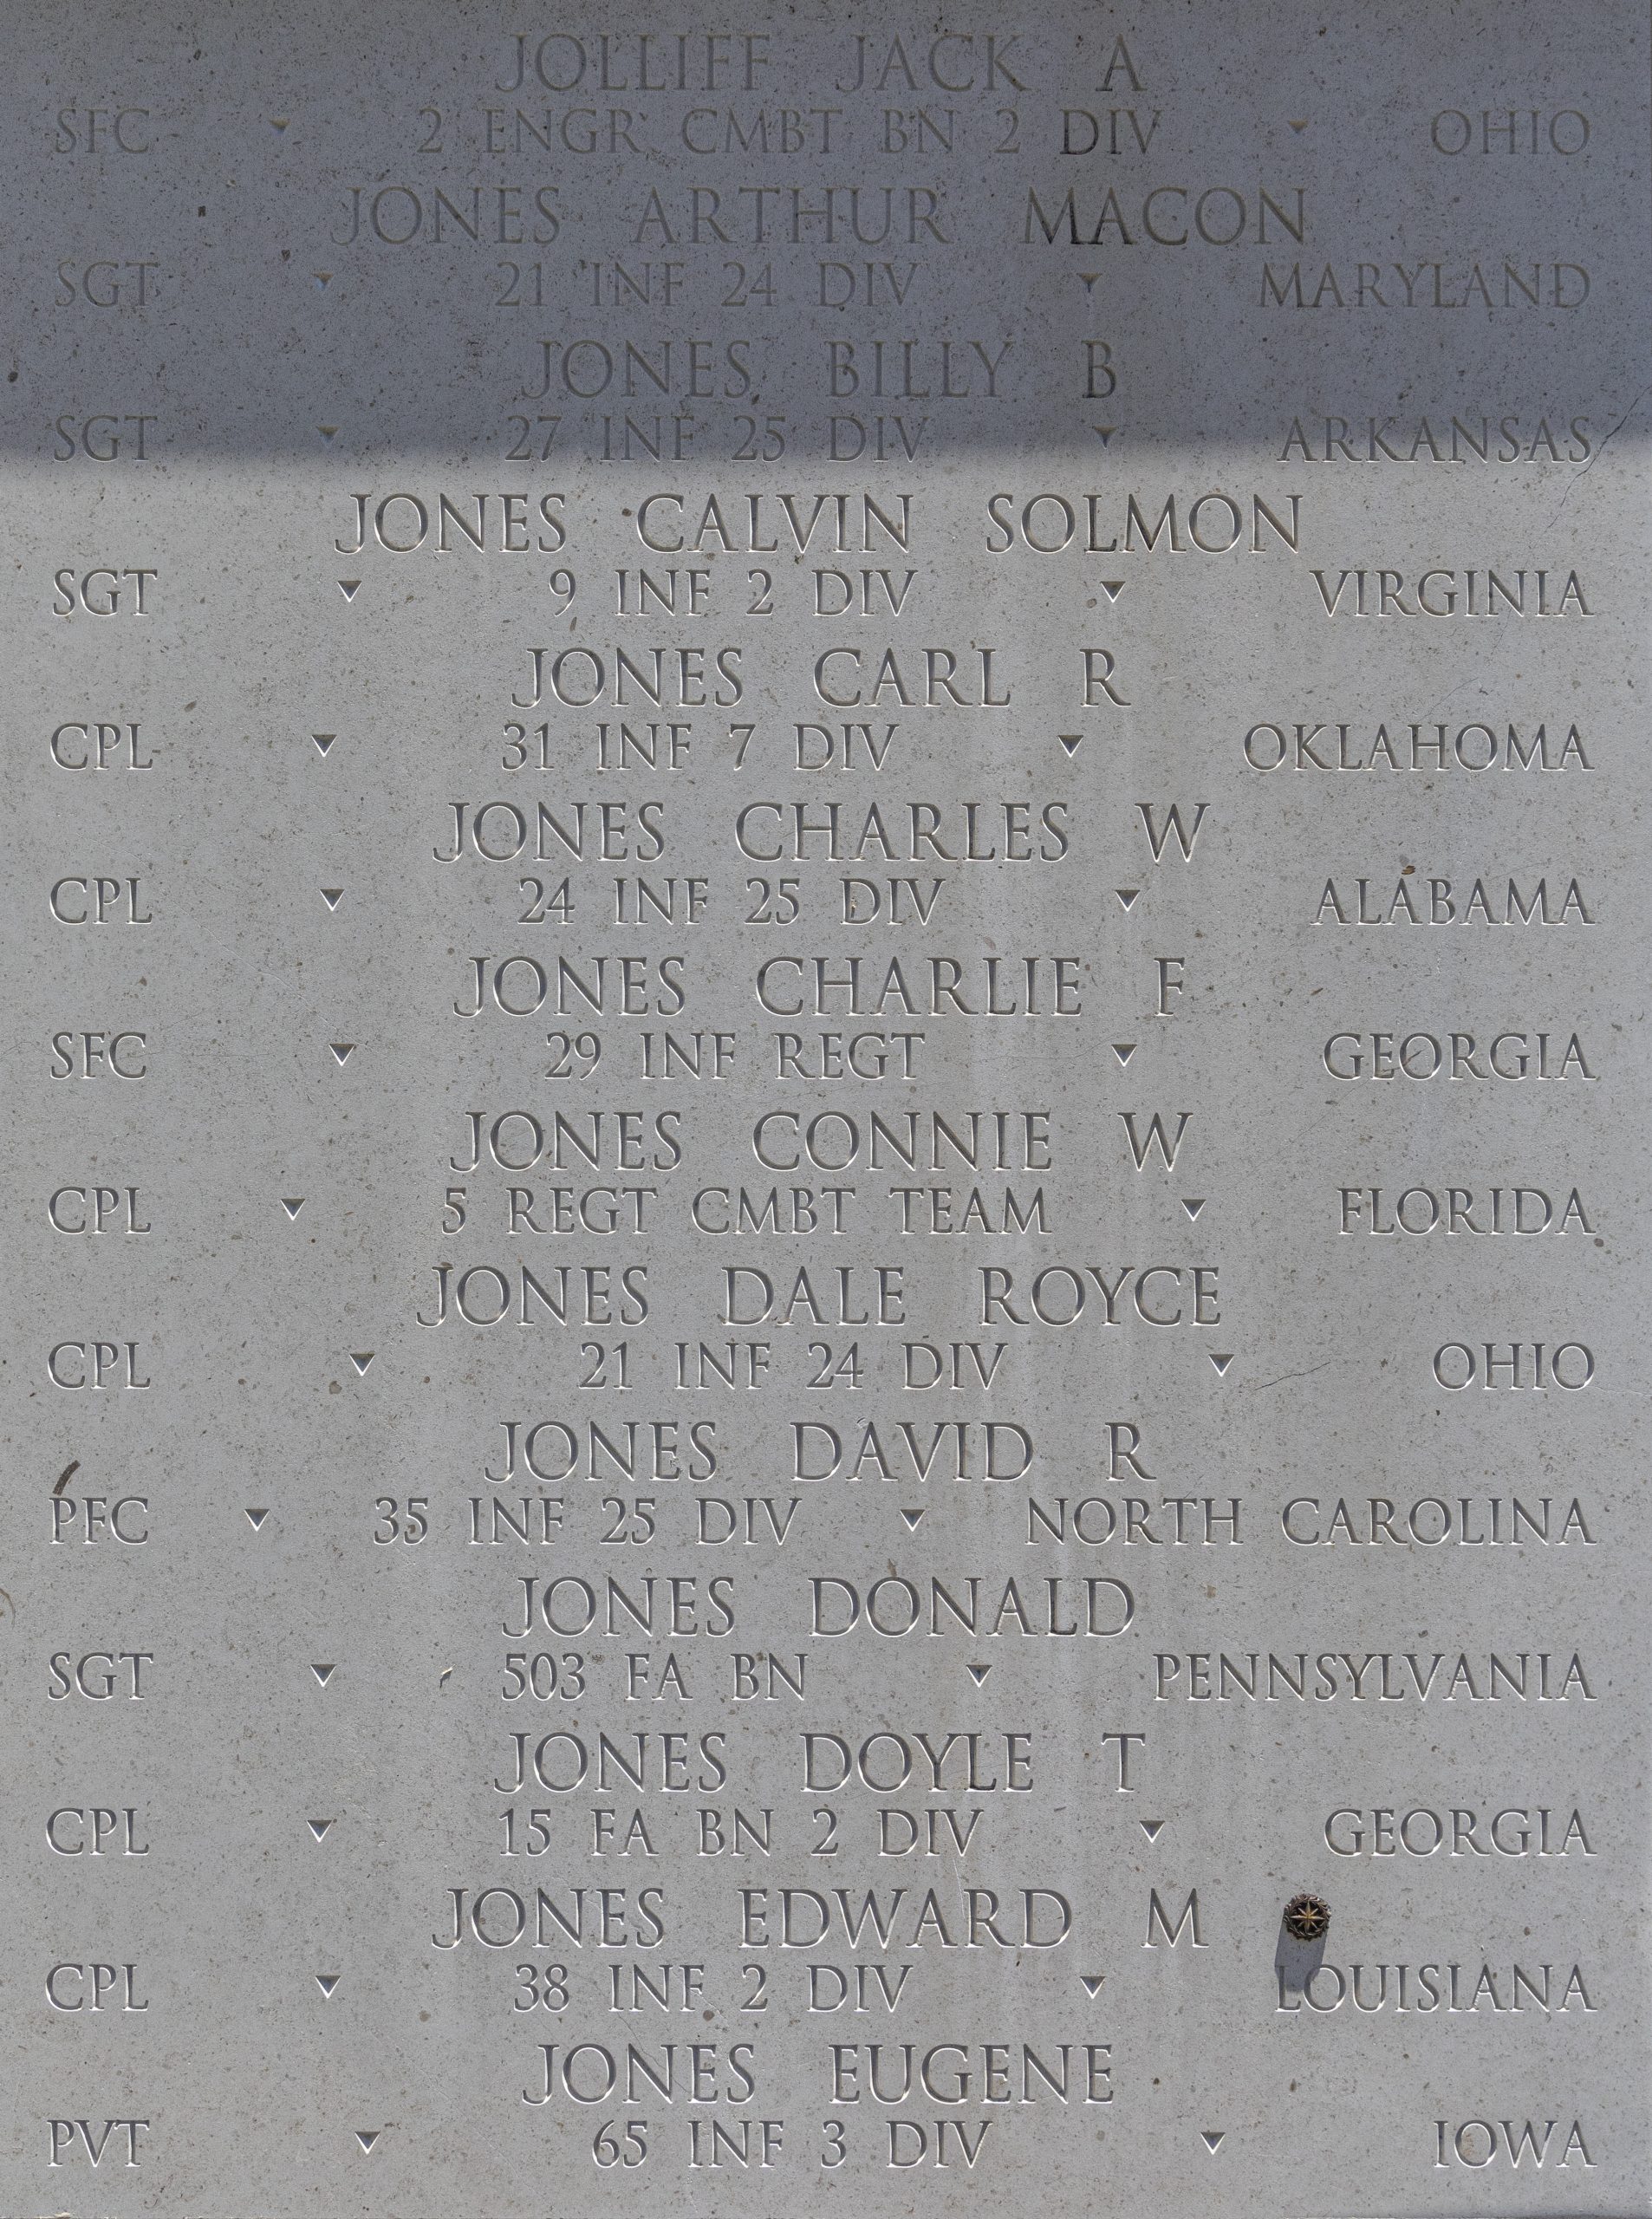 JOLLIFF JACK A
SFC 2 ENGR CMBT BN 2 DIV OHIO
JONES ARTHUR MACON
SGT 21 INF 24 DIV MARYLAND
JONES BILLY B
SGT 27 INF 25 DIV ARKANSAS
JONES CALVIN SOLMON
SGT 9 INF 2 DIV VIRGINIA
JONES CARL R
CPL 31 INF 7 DIV OKLAHOMA
JONES CHARLES W
CPL 24 INF 25 DIV ALABAMA
JONES CHARLIE F
SFC 29 INF REGT GEORGIA
JONES CONNIE W
CPL 5 REGT CMBT TEAM FLORIDA
JONES DALE ROYCE
CPL 21 INF 24 DIV OHIO
JONES DAVID R
PFC 35 INF 25 DIV NORTH CAROLINA
JONES DONALD
SGT 503 FA BN PENNSYLVANIA
JONES DOYLE T
CPL 15 FA BN 2 DIV GEORGIA
JONES EDWARD M
CPL 38 INF 2 DIV LOUISIANA
JONES EUGENE
PVT 65 INF 3 DIV IOWA